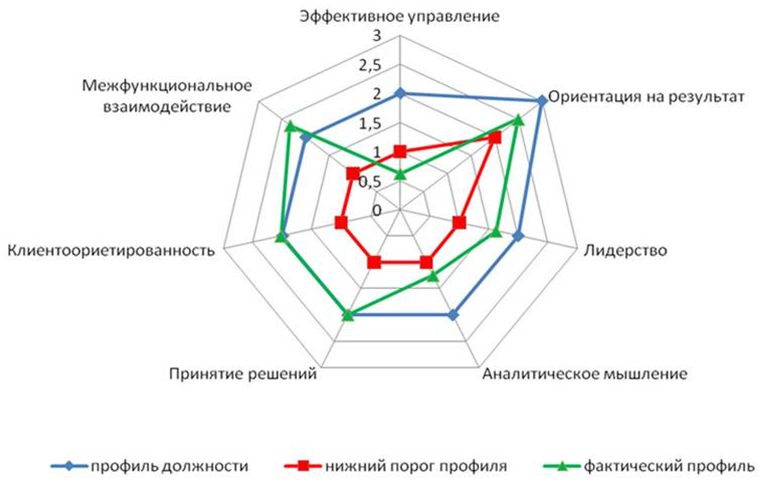 Эффективное управление
3
2,5
2
1,5
1
0,5
0
Ориентация на результат
Лидерство
Аналитическое мышление
Принятие решений
Клиентоориетированность
Межфункциональное
взаимодействие
профиль должности
нижний порог профиля
фактический профиль